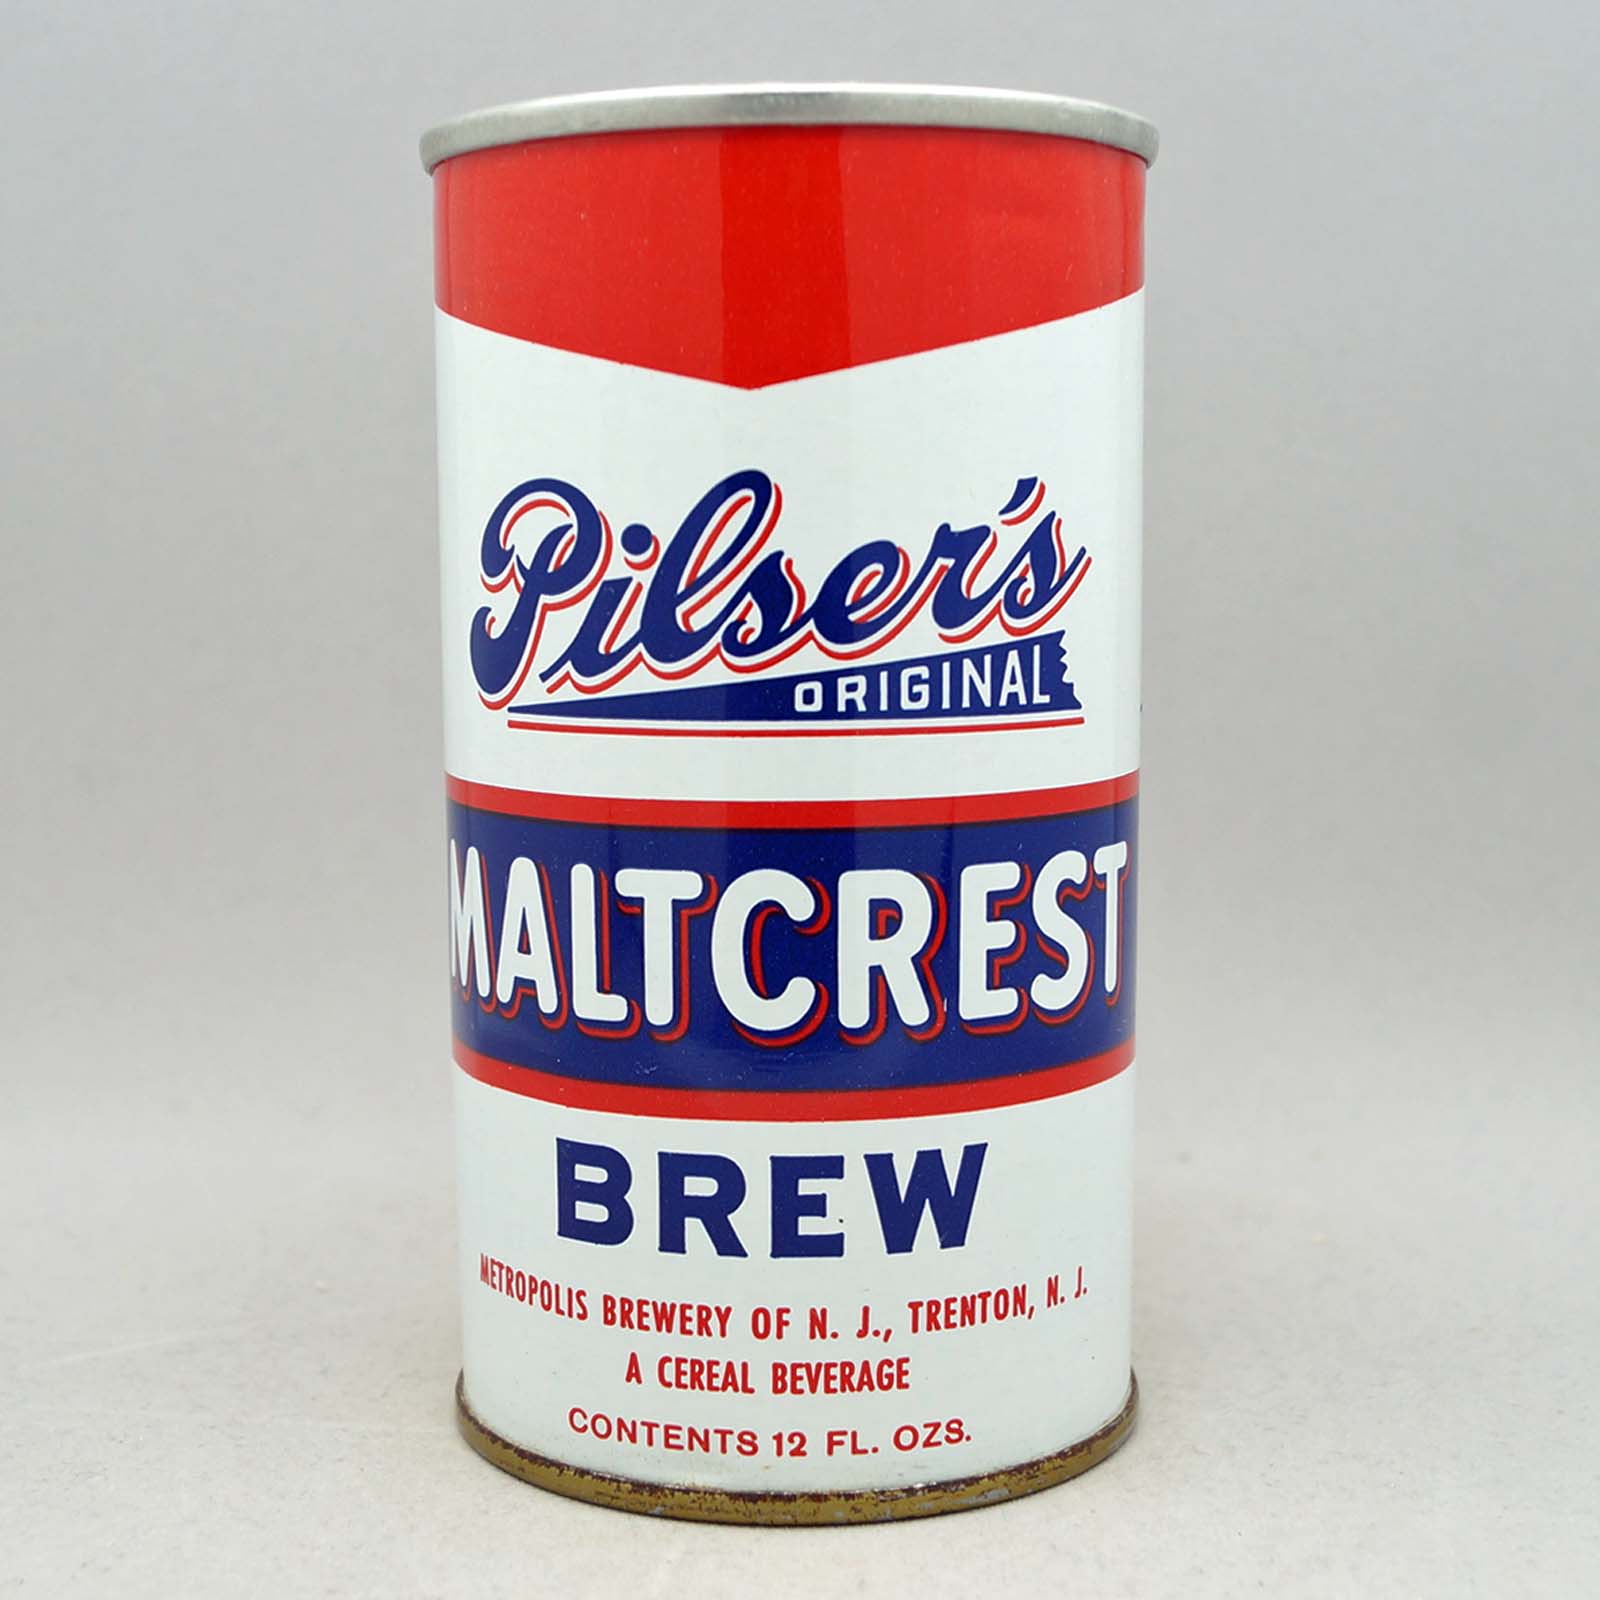 Pilser's
ORIGINAL
MALTCREST
BREW
METROPOLIS BREWERY OF N. J., TRENTON, N. J.
A CEREAL BEVERAGE
CONTENTS 12 FL. OZS.